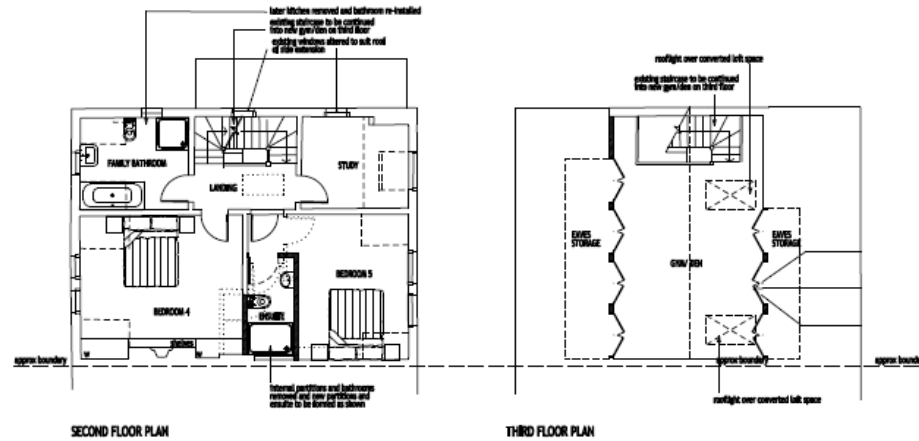 later kitchen removed and bathroom re-installed
existing staircase to be continued
into new gym/den on third floor
existing windows altered to suit roof
of side extension
FAMILY BATHROOM
LANDING
STUDY
BEDROOM 4
ENSUITE
BEDROOM 5
shelves
W
W
approx boundary
internal partitions and bathrooms
removed and new partitions and
ensuite to be formed as shown
SECOND FLOOR PLAN
rooflight over converted loft space
existing staircase to be continued
into new gym/den on third floor
EAVES
STORAGE
GYM/DEN
EAVES
STORAGE
approx boundary
approx bound
rooflight over converted loft space
THIRD FLOOR PLAN